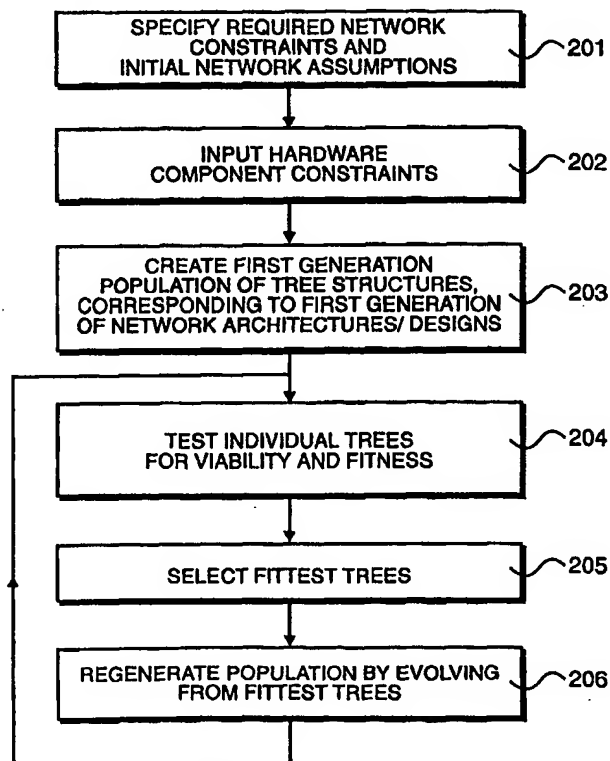 SPECIFY REQUIRED NETWORK
CONSTRAINTS AND
INITIAL NETWORK ASSUMPTIONS
201
INPUT HARDWARE
COMPONENT CONSTRAINTS
202
CREATE FIRST GENERATION
POPULATION OF TREE STRUCTURES,
CORRESPONDING TO FIRST GENERATION
OF NETWORK ARCHITECTURES/ DESIGNS
203
TEST INDIVIDUAL TREES
FOR VIABILITY AND FITNESS
204
SELECT FITTEST TREES
205
REGENERATE POPULATION BY EVOLVING
FROM FITTEST TREES
206